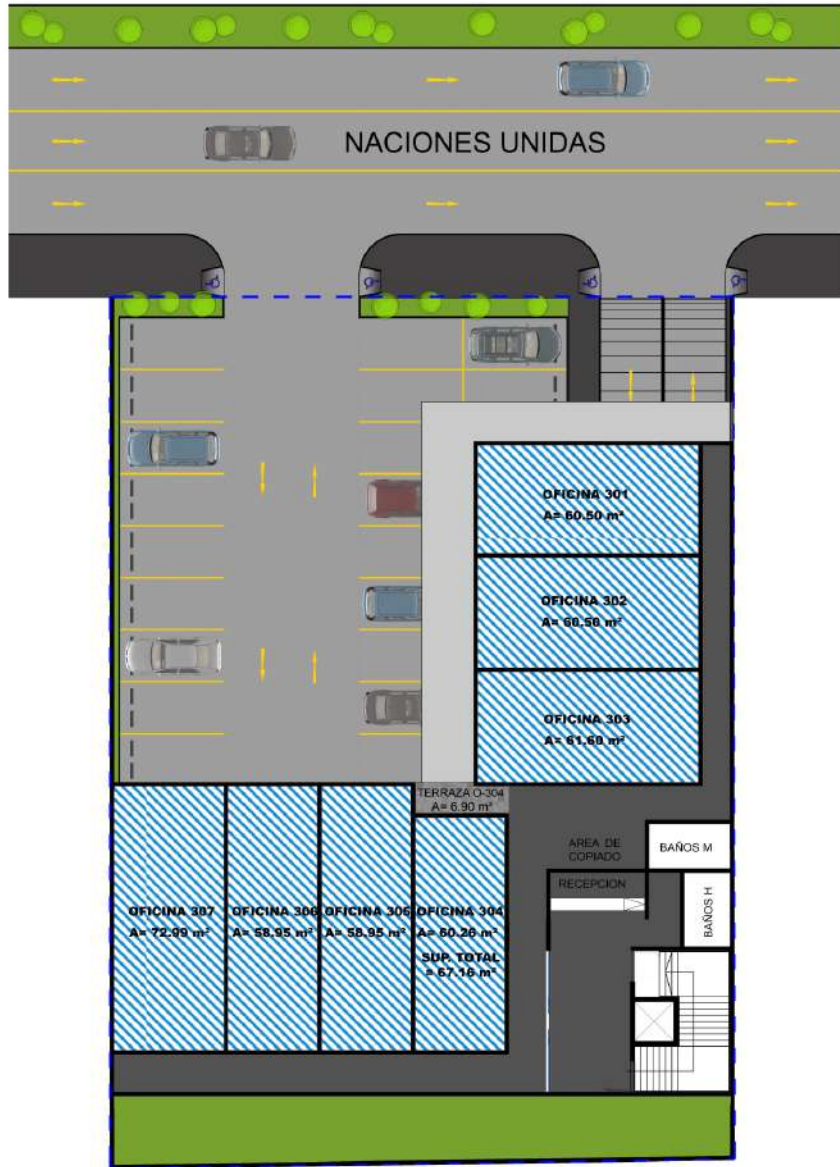 NACIONES UNIDAS
OFICINA 301
A= 60.50 m²
OFICINA 302
A= 60.50 m²
OFICINA 303
A= 61.60 m²
TERRAZA O-304
A= 6.90 m²
AREA DE
COPIADO
BAÑOS M
RECEPCION
BAÑOS H
OFICINA 307
A= 72.99 m²
OFICINA 306
A= 58.95 m²
OFICINA 305
A= 58.95 m²
OFICINA 304
A= 60.26 m²
SUP. TOTAL
= 67.16 m²